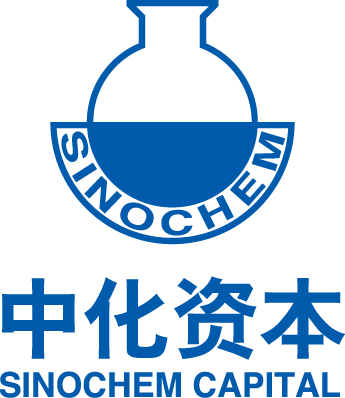 SINOCHEM
中化资本
SINOCHEM CAPITAL